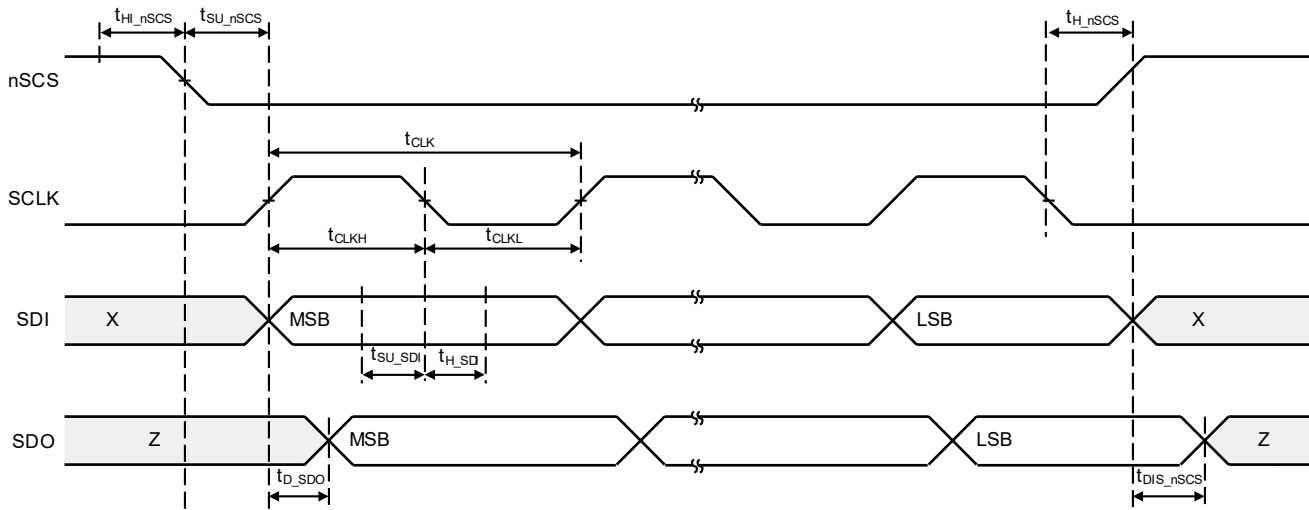 tHI_nSCS tSU_nSCS tH_nSCS
nSCS
tCLK
SCLK
tCLKH tCLKL
SDI X MSB LSB X
tSU_SDI tH_SDI
SDO Z MSB LSB Z
tD_SDO tDIS_nSCS